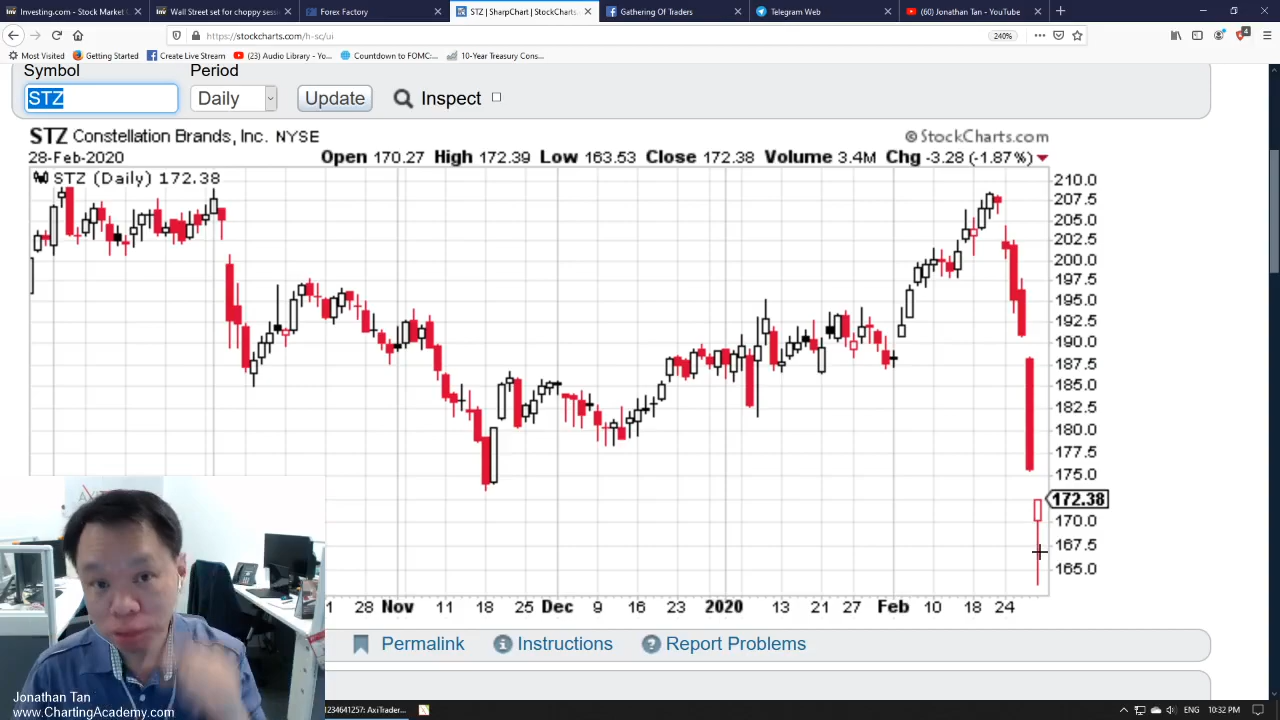 Investing.com - Stock Market
Wall Street set for choppy sessi
Forex Factory
STZ | SharpChart | StockCharts.
Gathering Of Traders
Telegram Web
(60) Jonathan Tan - YouTube
https://stockcharts.com/h-sc/ui
240%
4
Most Visited
Getting Started
Create Live Stream
(23) Audio Library - Yo...
Countdown to FOMC:...
10-Year Treasury Cons...
Symbol
Period
STZ
Daily
Update
Inspect
STZ Constellation Brands, Inc. NYSE
© StockCharts.com
28-Feb-2020
Open 170.27 High 172.39 Low 163.53 Close 172.38 Volume 3.4M Chg -3.28 (-1.87%)
STZ (Daily) 172.38
210.0
207.5
205.0
202.5
200.0
197.5
195.0
192.5
190.0
187.5
185.0
182.5
180.0
177.5
175.0
172.38
170.0
167.5
165.0
1 28 Nov 11 18 25 Dec 9 16 23 2020 13 21 27 Feb 10 18 24
Permalink
Instructions
Report Problems
Jonathan Tan
www.ChartingAcademy.com
1234641257: AxiTrader...
ENG
10:32 PM